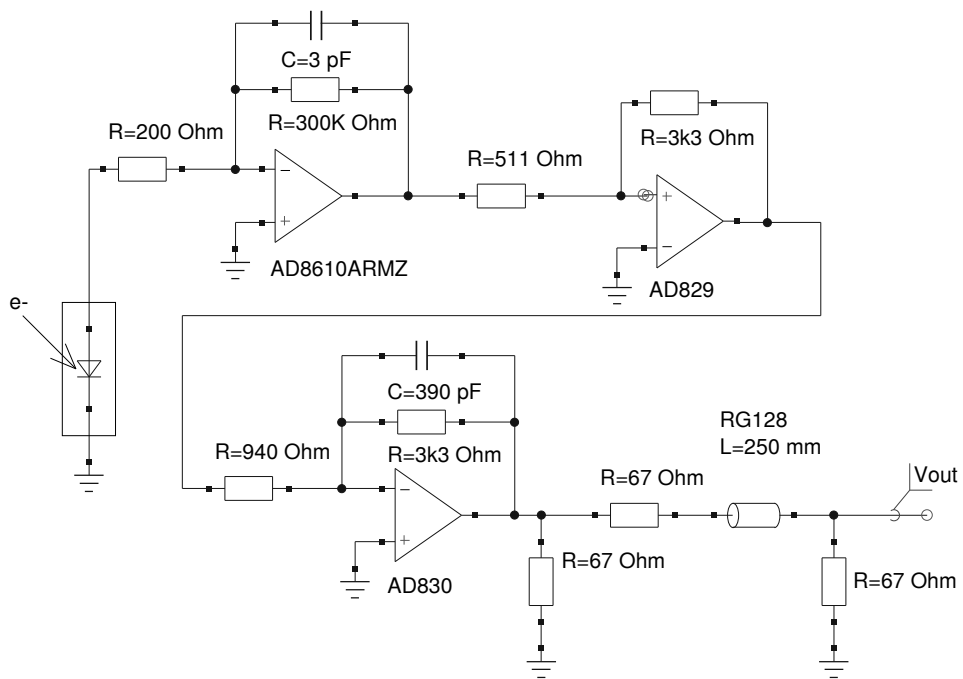 C=3 pF
R=300K Ohm
R=200 Ohm
R=511 Ohm
R=3k3 Ohm
−
+
+
−
AD8610ARMZ
AD829
e-
C=390 pF
R=3k3 Ohm
R=940 Ohm
RG128
L=250 mm
R=67 Ohm
Vout
−
+
AD830
R=67 Ohm
R=67 Ohm